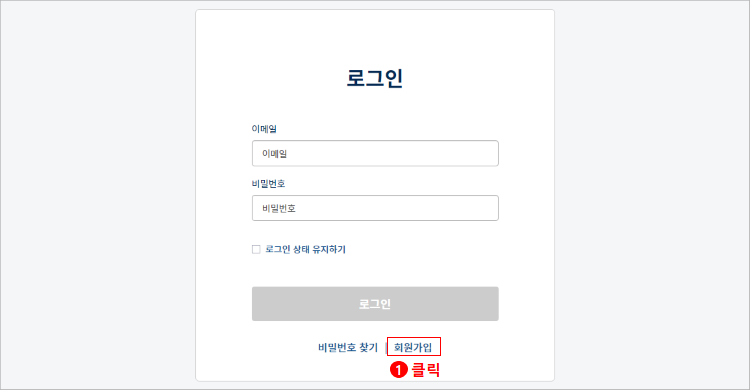 로그인
이메일
이메일
비밀번호
비밀번호
로그인 상태 유지하기
로그인
비밀번호 찾기 | 회원가입
1 클릭